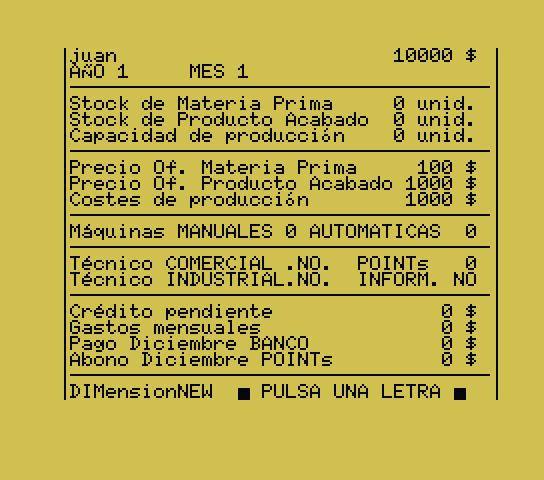 juan 10000 $
AÑO 1 MES 1
Stock de Materia Prima 0 unid.
Stock de Producto Acabado 0 unid.
Capacidad de producción 0 unid.
Precio Of. Materia Prima 100 $
Precio Of. Producto Acabado 1000 $
Costes de producción 1000 $
Máquinas MANUALES 0 AUTOMATICAS 0
Técnico COMERCIAL .NO. POINTs 0
Técnico INDUSTRIAL.NO. INFORM. NO
Crédito pendiente 0 $
Gastos mensuales 0 $
Pago Diciembre BANCO 0 $
Abono Diciembre POINTs 0 $
DIMensionNEW ■ PULSA UNA LETRA ■